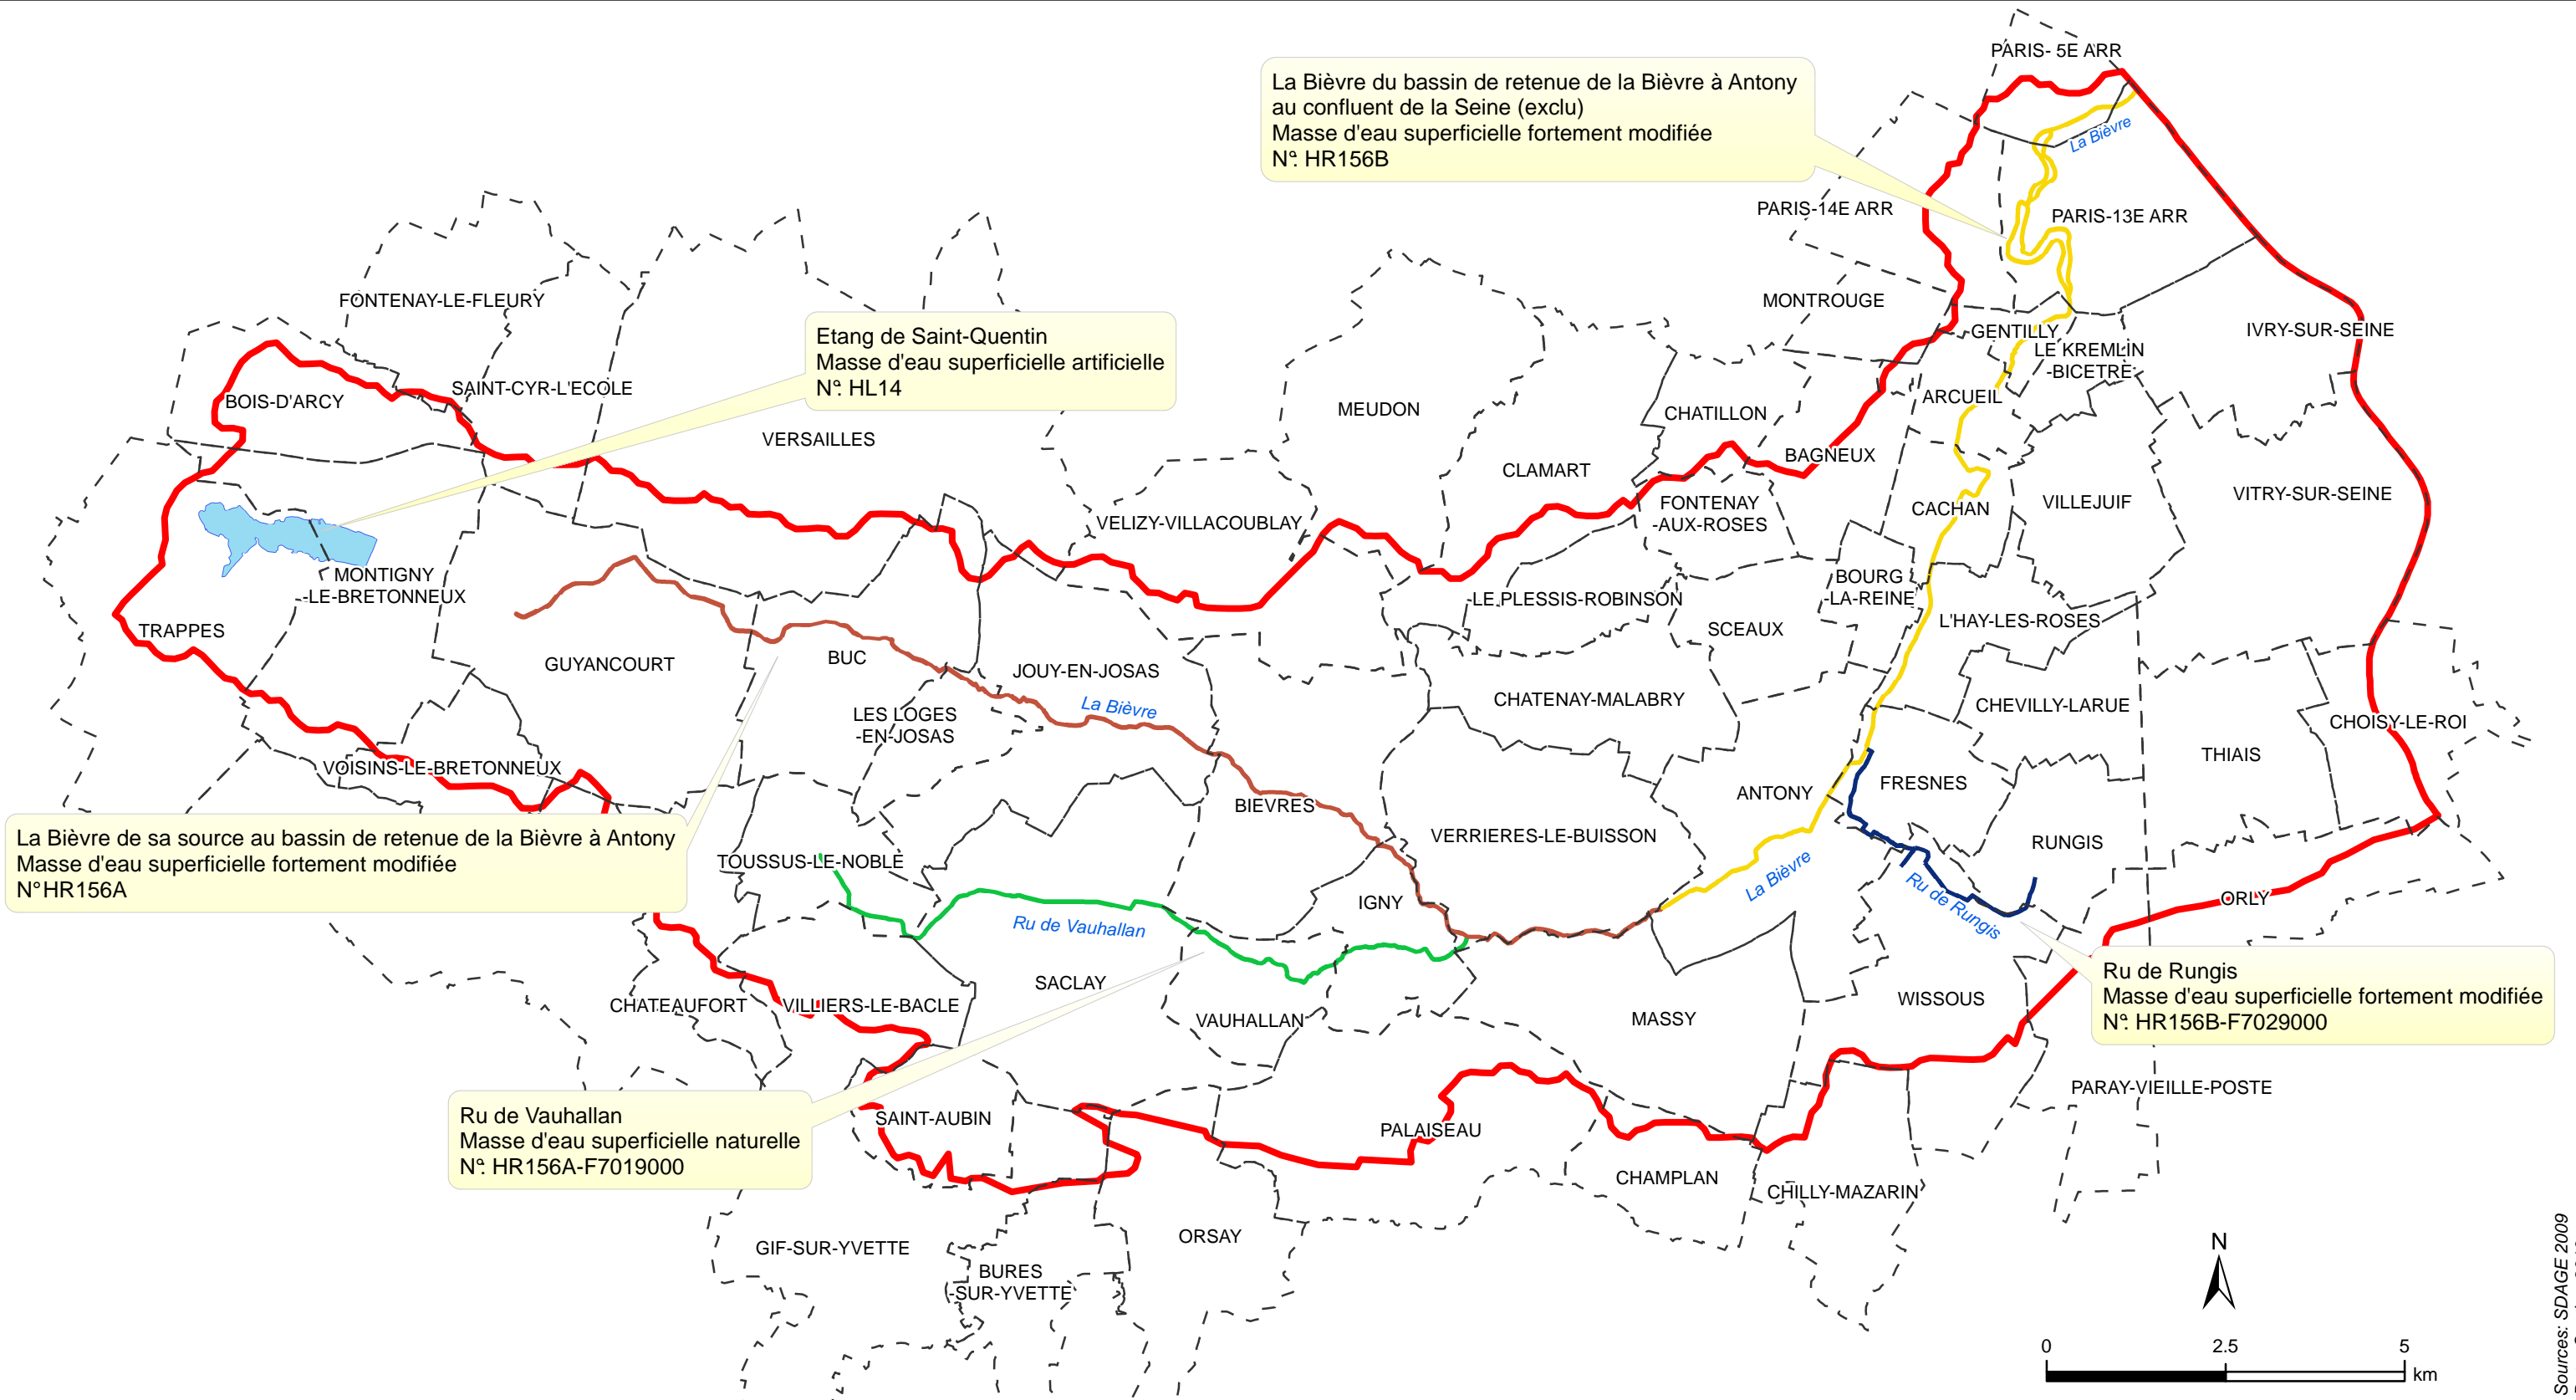 PARIS- 5E ARR
La Bièvre du bassin de retenue de la Bièvre à Antony
au confluent de la Seine (exclu)
Masse d'eau superficielle fortement modifiée
N°: HR156B
La Bièvre
PARIS-14E ARR
PARIS-13E ARR
FONTENAY-LE-FLEURY
MONTROUGE
Etang de Saint-Quentin
Masse d'eau superficielle artificielle
N°: HL14
GENTILLY
IVRY-SUR-SEINE
LE KREMLIN
-BICETRE
SAINT-CYR-L'ECOLE
BOIS-D'ARCY
ARCUEIL
MEUDON
CHATILLON
VERSAILLES
BAGNEUX
CLAMART
VITRY-SUR-SEINE
VILLEJUIF
CACHAN
FONTENAY
-AUX-ROSES
VELIZY-VILLACOUBLAY
MONTIGNY
-LE-BRETONNEUX
BOURG
-LA-REINE
LE PLESSIS-ROBINSON
L'HAY-LES-ROSES
TRAPPES
SCEAUX
GUYANCOURT
BUC
JOUY-EN-JOSAS
CHATENAY-MALABRY
La Bièvre
CHEVILLY-LARUE
LES LOGES
-EN-JOSAS
CHOISY-LE-ROI
THIAIS
VOISINS-LE-BRETONNEUX
FRESNES
ANTONY
BIEVRES
VERRIERES-LE-BUISSON
RUNGIS
La Bièvre de sa source au bassin de retenue de la Bièvre à Antony
Masse d'eau superficielle fortement modifiée
N°HR156A
TOUSSUS-LE-NOBLE
La Bièvre
IGNY
ORLY
Ru de Rungis
Ru de Vauhallan
SACLAY
Ru de Rungis
Masse d'eau superficielle fortement modifiée
N°: HR156B-F7029000
WISSOUS
CHATEAUFORT
VILLIERS-LE-BACLE
VAUHALLAN
MASSY
PARAY-VIEILLE-POSTE
Ru de Vauhallan
Masse d'eau superficielle naturelle
N°: HR156A-F7019000
SAINT-AUBIN
PALAISEAU
CHAMPLAN
CHILLY-MAZARIN
ORSAY
GIF-SUR-YVETTE
BURES
-SUR-YVETTE
N
0 2.5 5
km
Sources: SDAGE 2009